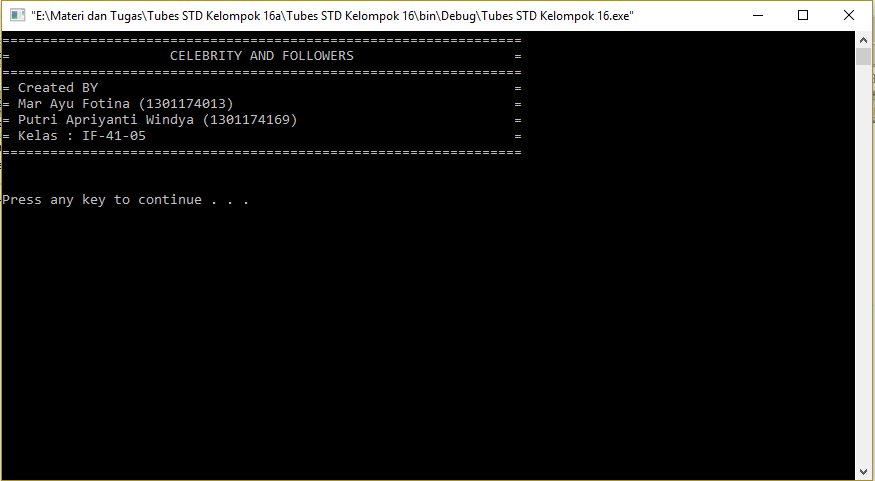 "E:\Materi dan Tugas\Tubes STD Kelompok 16a\Tubes STD Kelompok 16\bin\Debug\Tubes STD Kelompok 16.exe"
=================================================================
=                    CELEBRITY AND FOLLOWERS                    =
=================================================================
= Created BY                                                    =
= Mar Ayu Fotina (1301174013)                                   =
= Putri Apriyanti Windya (1301174169)                           =
= Kelas : IF-41-05                                              =
=================================================================
Press any key to continue . . .